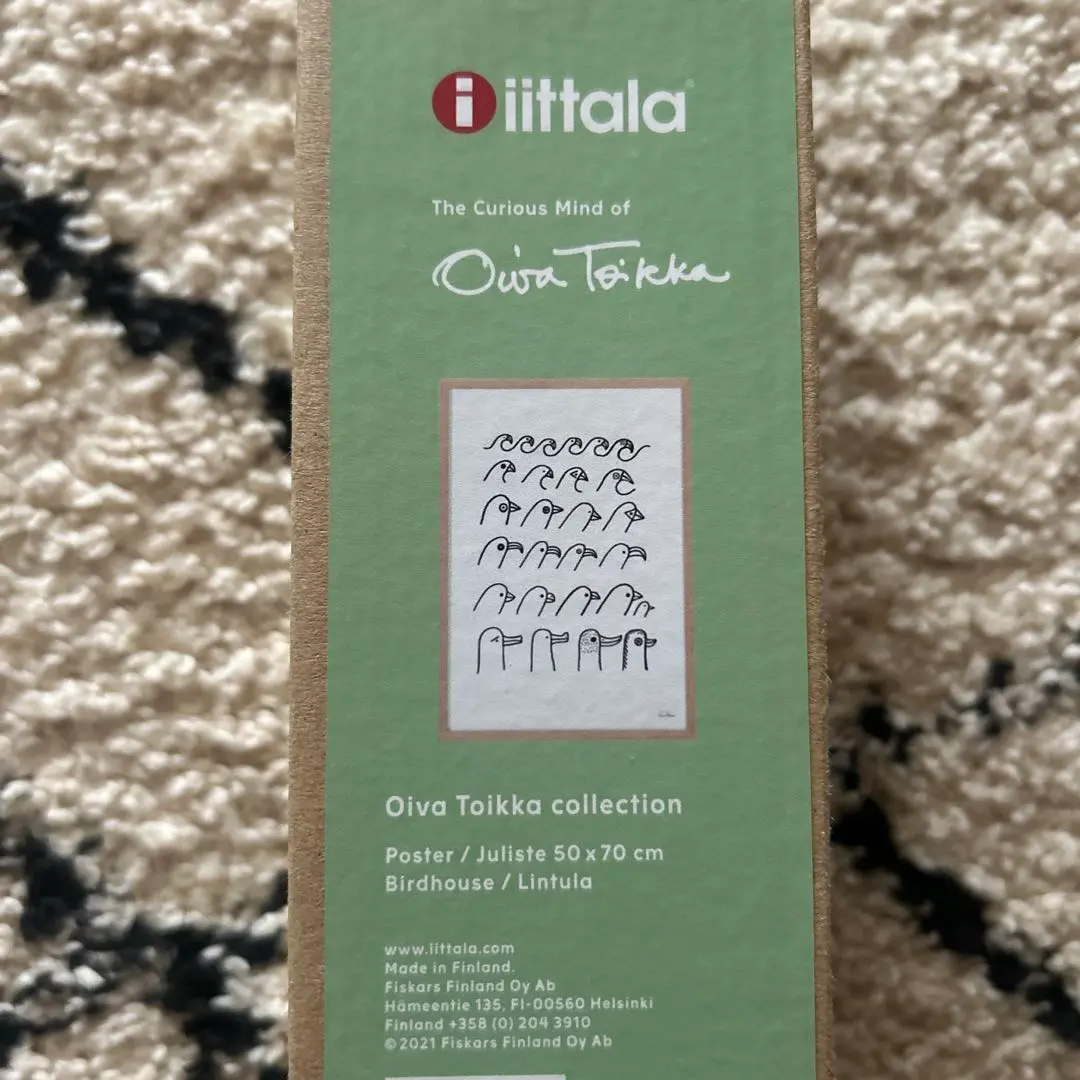 i iittala
The Curious Mind of
Oiva Toikka
Oiva Toikka collection
Poster / Juliste 50 x 70 cm
Birdhouse / Lintula
www.iittala.com
Made in Finland.
Fiskars Finland Oy Ab
Hämeentie 135, FI-00560 Helsinki
Finland +358 (0) 204 3910
©2021 Fiskars Finland Oy Ab